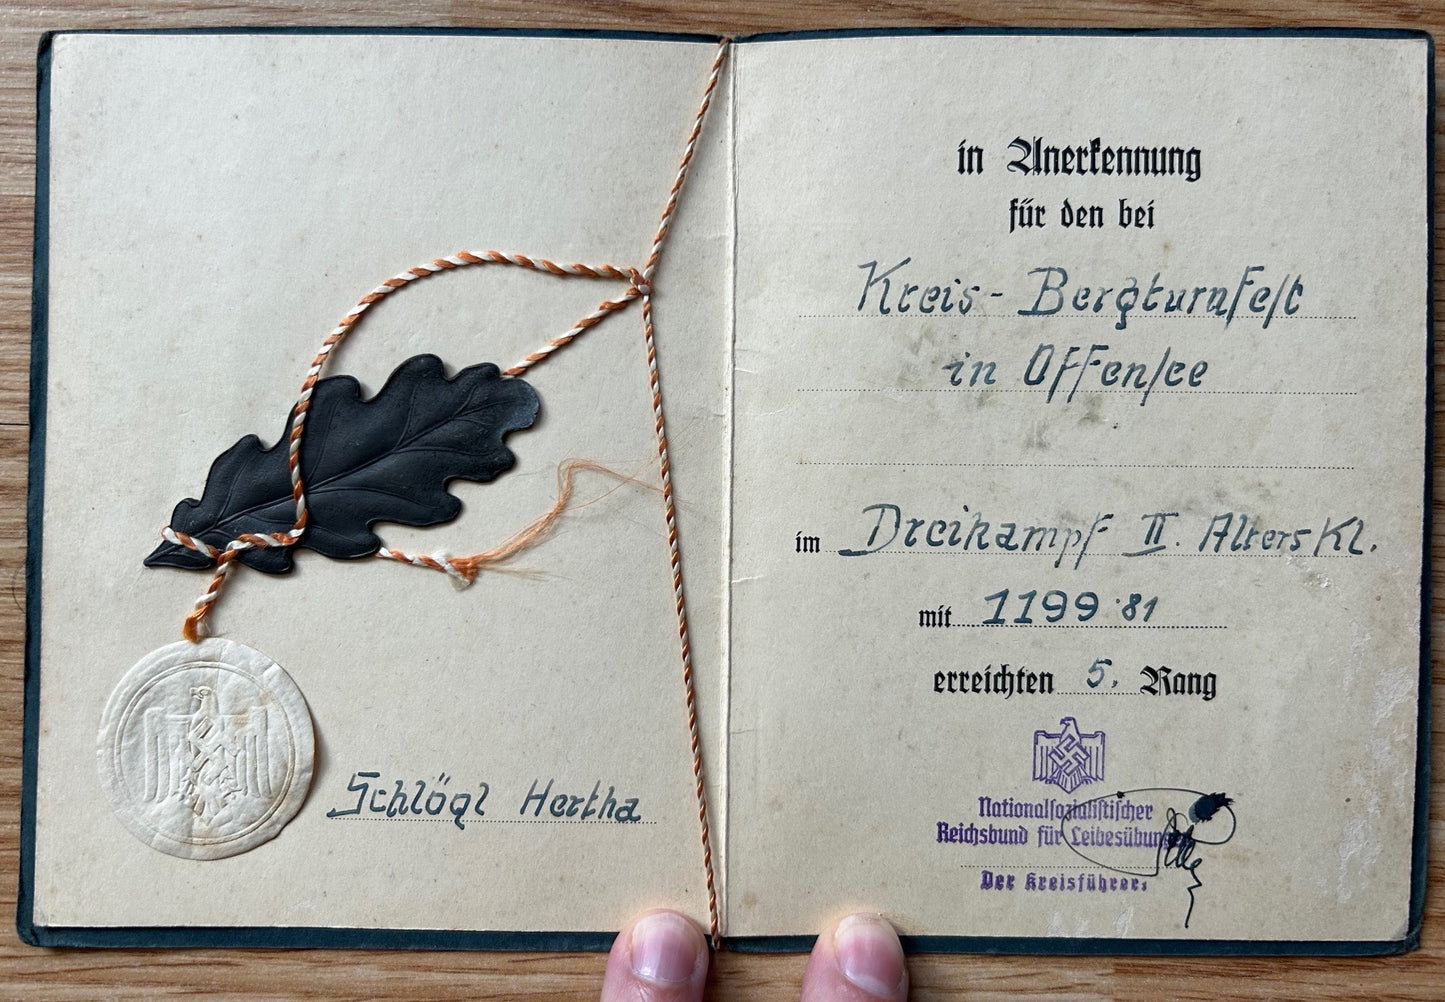 Schlögl Hertha
in Anerkennung
für den bei
Kreis-Bergturnfest
in Offensee
im Dreikampf II. Alters Kl.
mit 1199.81
erreichten 5. Rang
Nationalsozialistischer
Reichsbund für Leibesübungen
Der Kreisführer: